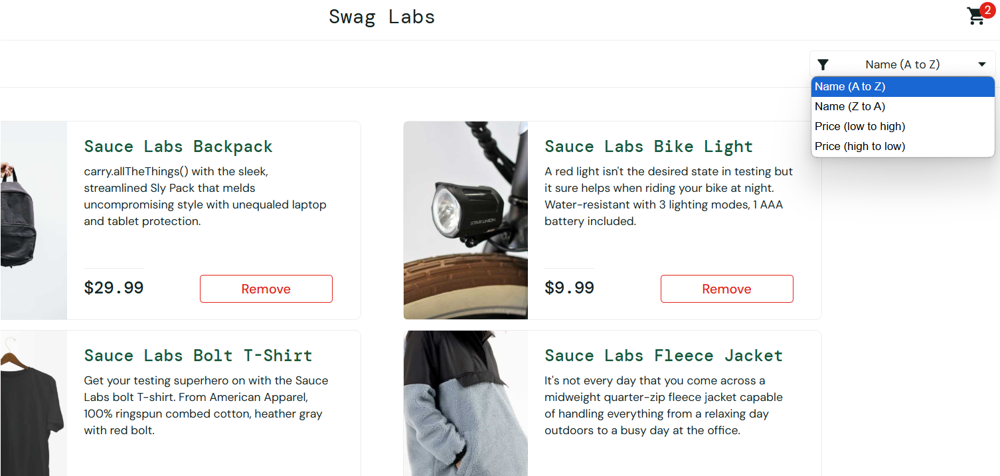 Swag Labs
2
Name (A to Z)
Name (A to Z)
Name (Z to A)
Price (low to high)
Price (high to low)
Sauce Labs Backpack
carry.allTheThings() with the sleek,
streamlined Sly Pack that melds
uncompromising style with unequaled laptop
and tablet protection.
$29.99
Remove
Sauce Labs Bike Light
A red light isn't the desired state in testing but
it sure helps when riding your bike at night.
Water-resistant with 3 lighting modes, 1 AAA
battery included.
STAR UNION
$9.99
Remove
Sauce Labs Bolt T-Shirt
Get your testing superhero on with the Sauce
Labs bolt T-shirt. From American Apparel,
100% ringspun combed cotton, heather gray
with red bolt.
Sauce Labs Fleece Jacket
It's not every day that you come across a
midweight quarter-zip fleece jacket capable
of handling everything from a relaxing day
outdoors to a busy day at the office.